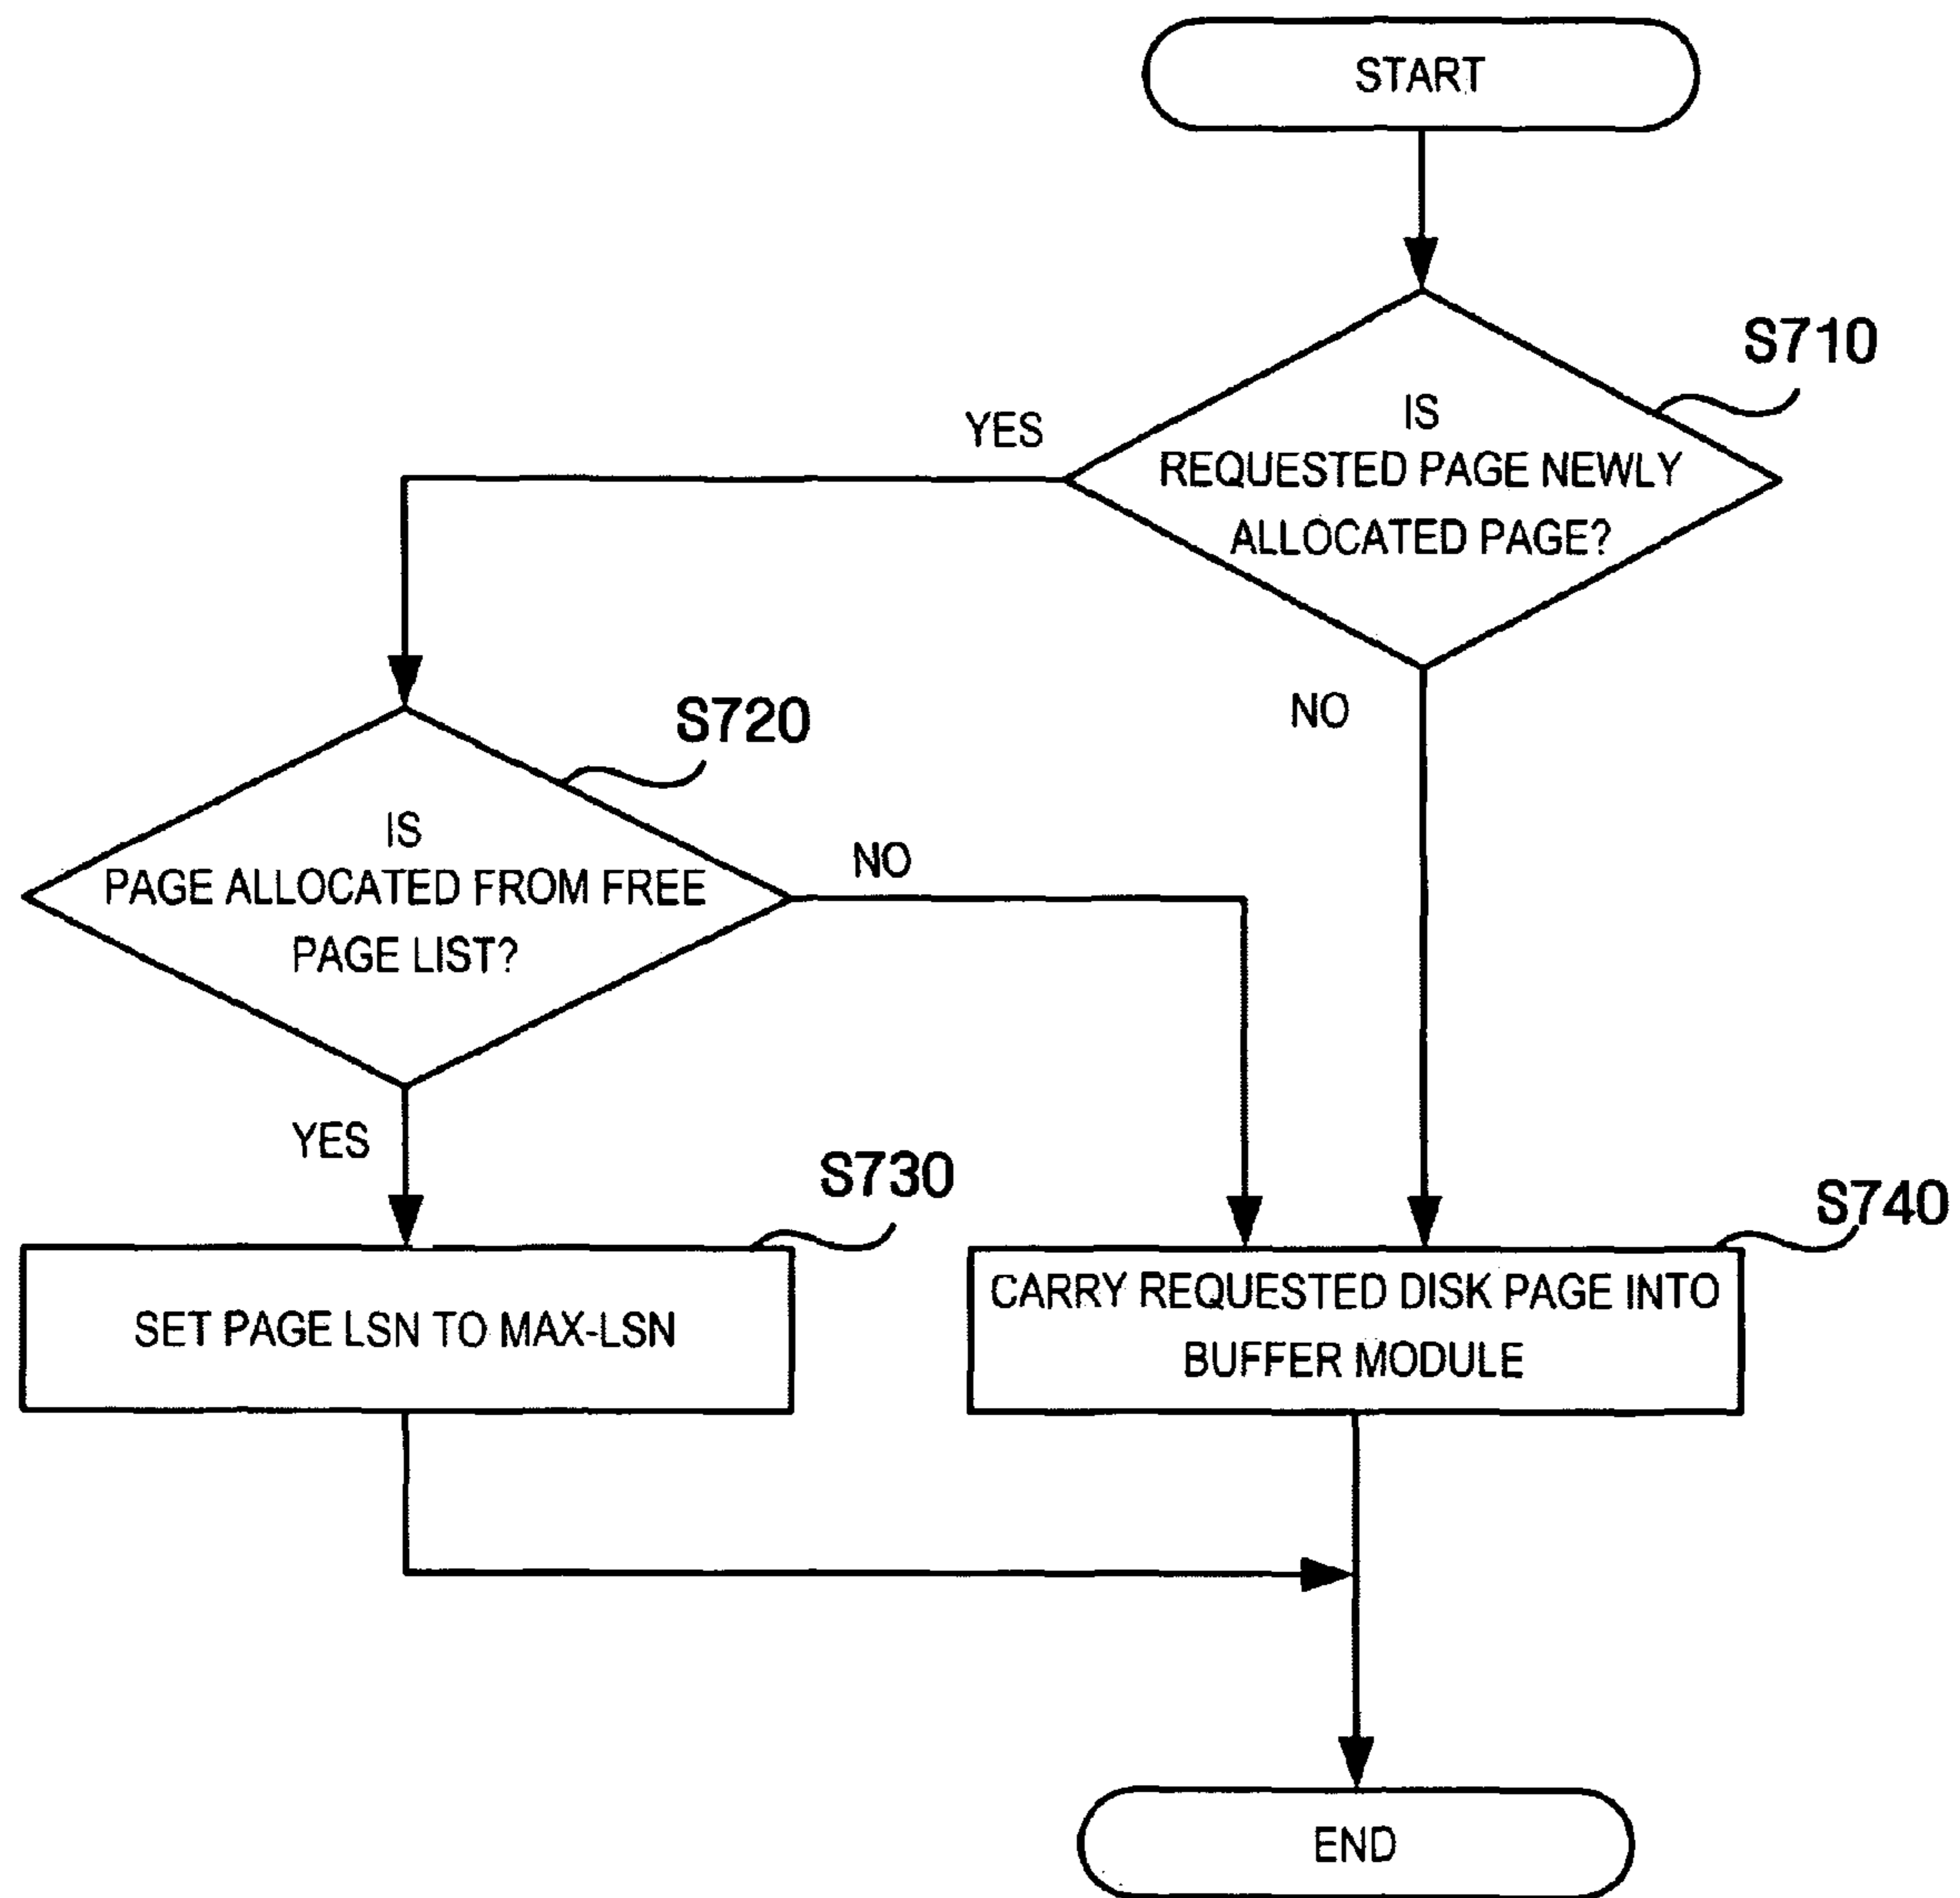 START
S710
YES
IS
REQUESTED PAGE NEWLY
ALLOCATED PAGE?
NO
S720
IS
PAGE ALLOCATED FROM FREE
PAGE LIST?
NO
YES
S730
SET PAGE LSN TO MAX-LSN
S740
CARRY REQUESTED DISK PAGE INTO
BUFFER MODULE
END